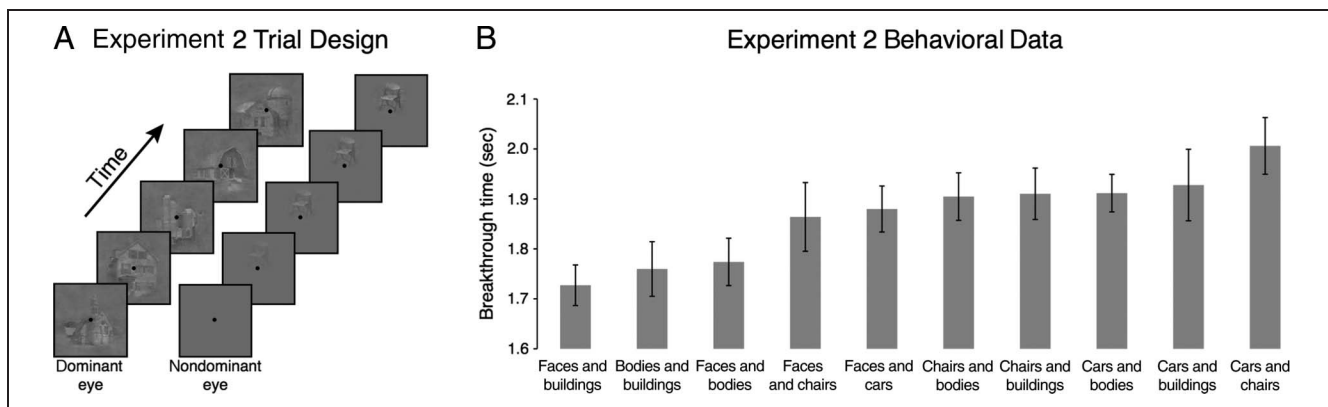 A Experiment 2 Trial Design
Time
Dominant eye
Nondominant eye
B Experiment 2 Behavioral Data
Breakthrough time (sec)
2.1
2.0
1.9
1.8
1.7
1.6
Faces and buildings
Bodies and buildings
Faces and bodies
Faces and chairs
Faces and cars
Chairs and bodies
Chairs and buildings
Cars and bodies
Cars and buildings
Cars and chairs